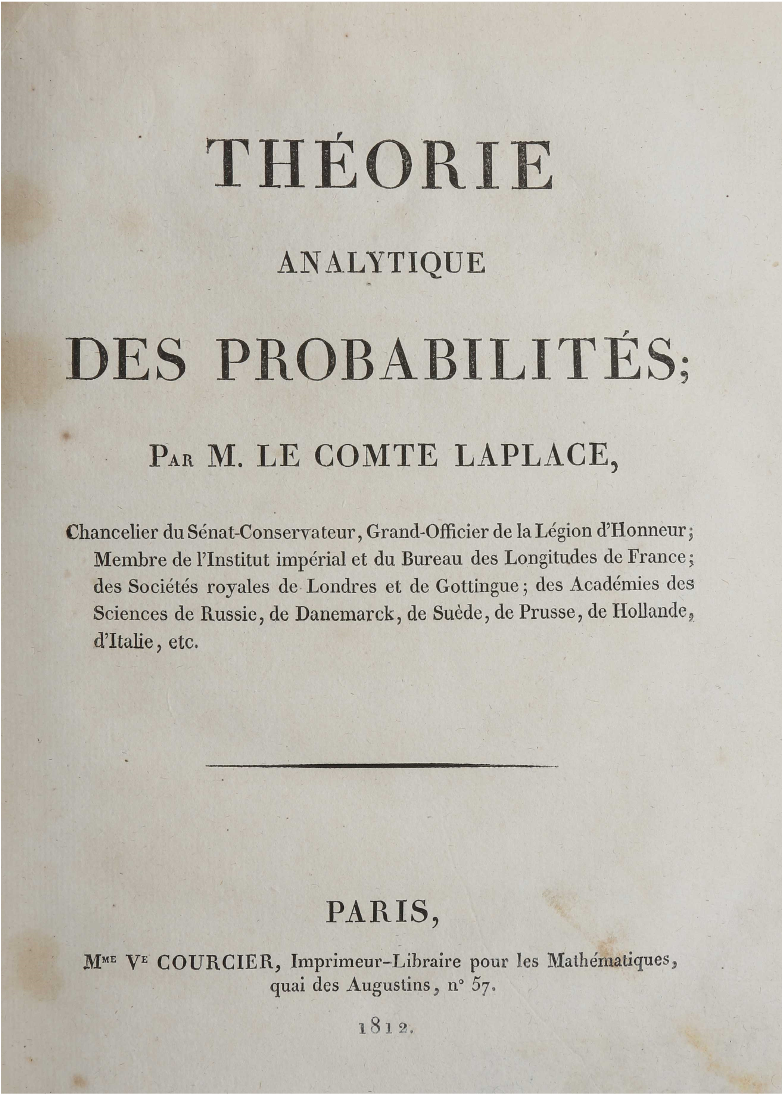 THÉORIE
ANALYTIQUE
DES PROBABILITÉS;
PAR M. LE COMTE LAPLACE,
Chancelier du Sénat-Conservateur, Grand-Officier de la Légion d'Honneur;
Membre de l'Institut impérial et du Bureau des Longitudes de France;
des Sociétés royales de Londres et de Gottingue; des Académies des
Sciences de Russie, de Danemarck, de Suède, de Prusse, de Hollande,
d'Italie, etc.
PARIS,
MME VE COURCIER, Imprimeur-Libraire pour les Mathématiques,
quai des Augustins, n° 57.
1812.